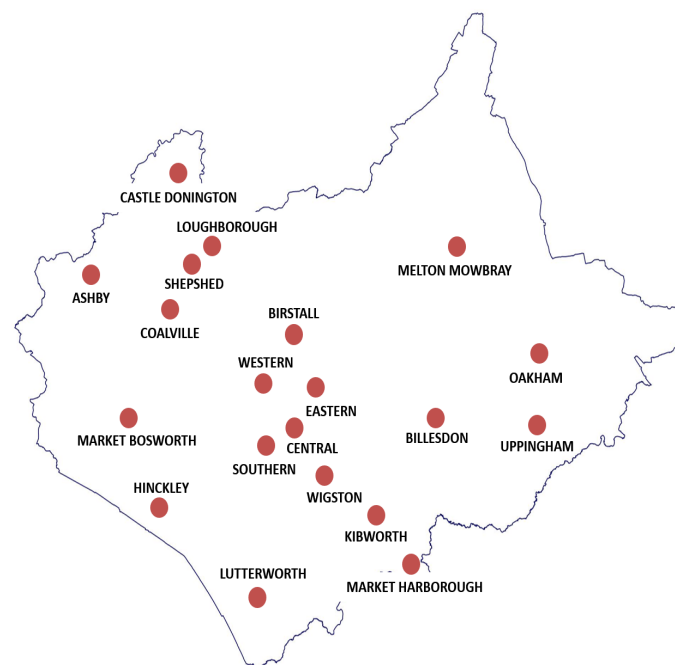 CASTLE DONINGTON
LOUGHBOROUGH
MELTON MOWBRAY
SHEPSHED
ASHBY
BIRSTALL
COALVILLE
WESTERN
OAKHAM
EASTERN
BILLESDON
MARKET BOSWORTH
CENTRAL
UPPINGHAM
SOUTHERN
HINCKLEY
WIGSTON
KIBWORTH
LUTTERWORTH
MARKET HARBOROUGH